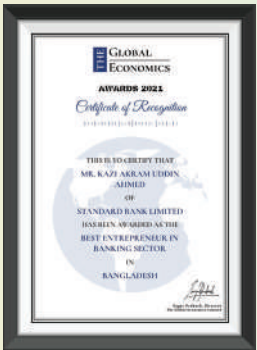 THE GLOBAL
ECONOMICS
AWARDS 2021
Certificate of Recognition
THIS IS TO CERTIFY THAT
MR. KAZI AKRAM UDDIN
AHMED
OF
STANDARD BANK LIMITED
HAS BEEN AWARDED AS THE
BEST ENTREPRENEUR IN
BANKING SECTOR
IN
BANGLADESH